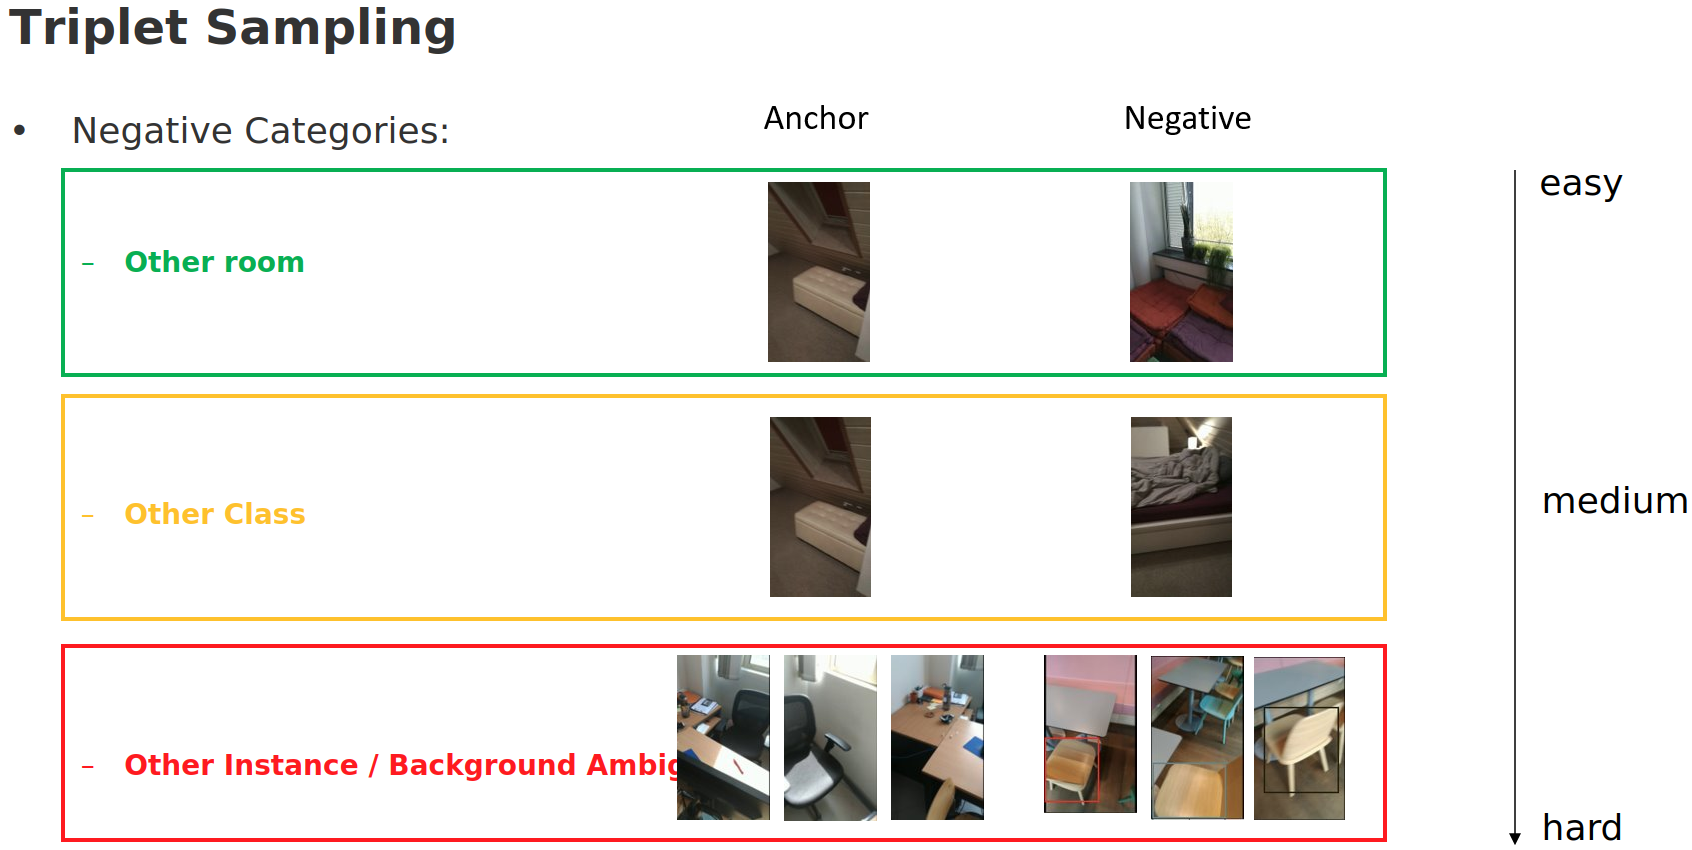 Triplet Sampling
Anchor
Negative
• Negative Categories:
easy
– Other room
medium
– Other Class
– Other Instance / Background Ambig
hard